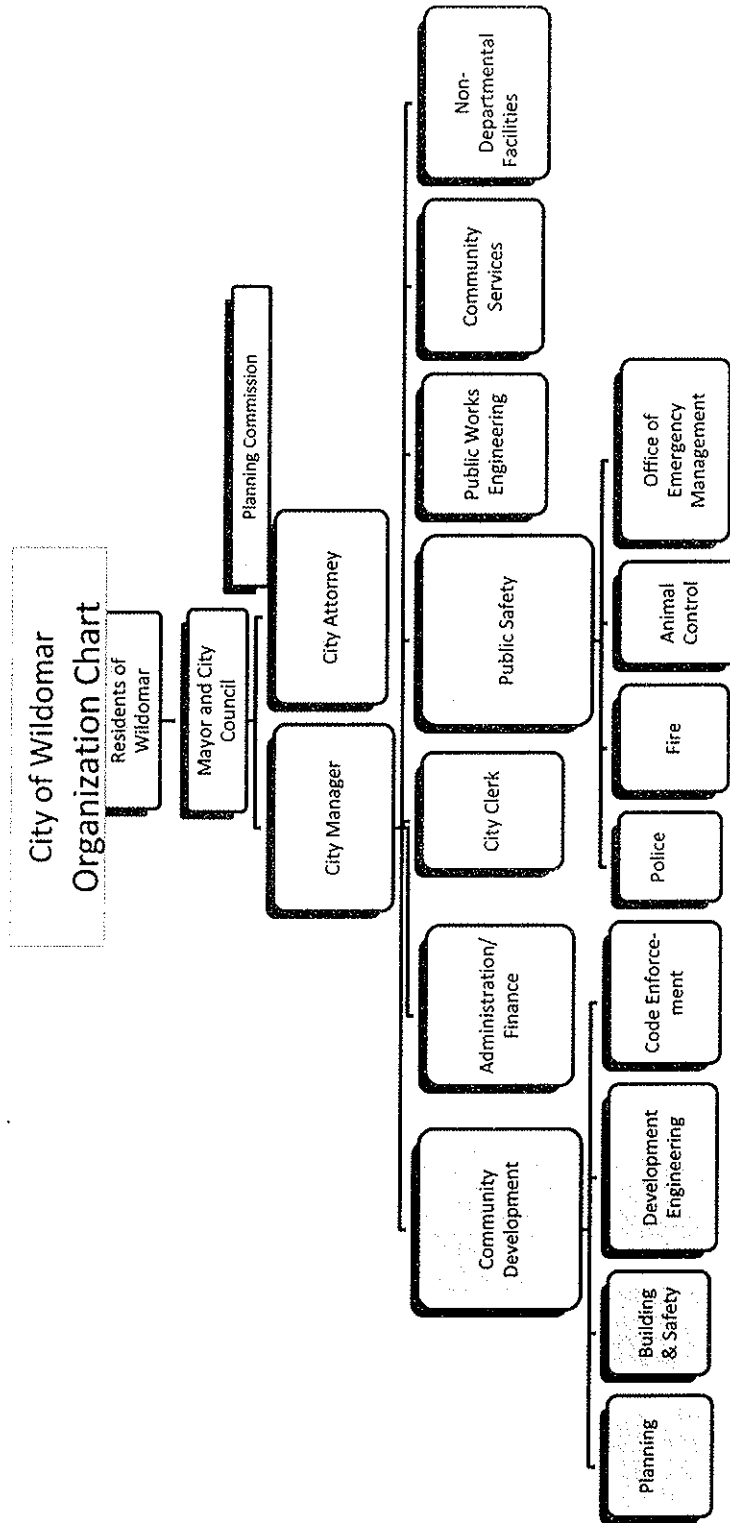 City of Wildomar
Organization Chart
Residents of
Wildomar
Mayor and City
Council
Planning Commission
City Manager
City Attorney
Community
Development
Administration/
Finance
City Clerk
Public Safety
Public Works
Engineering
Community
Services
Non-
Departmental
Facilities
Planning
Building
& Safety
Development
Engineering
Code Enforce-
ment
Police
Fire
Animal
Control
Office of
Emergency
Management